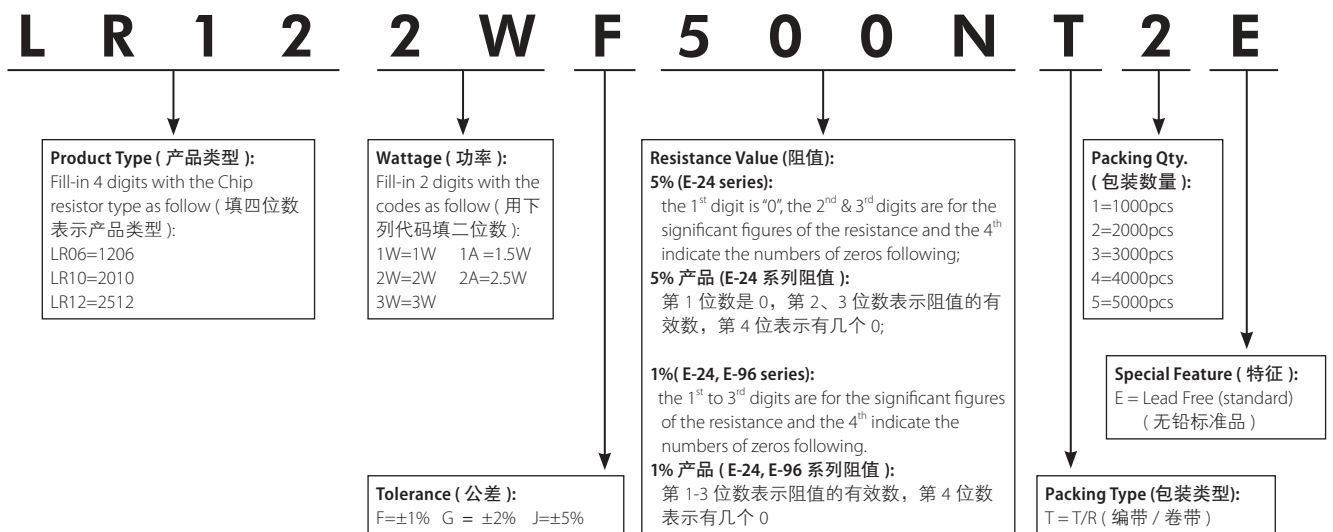 L R 1 2 2 W F 5 0 0 N T 2 E
Product Type ( 产品类型 ):
Fill-in 4 digits with the Chip
resistor type as follow ( 填四位数
表示产品类型 ):
LR06=1206
LR10=2010
LR12=2512
Wattage ( 功率 ):
Fill-in 2 digits with the
codes as follow ( 用下
列代码填二位数 ):
1W=1W 1A =1.5W
2W=2W 2A=2.5W
3W=3W
Tolerance ( 公差 ):
F=±1% G = ±2% J=±5%
Resistance Value (阻值):
5% (E-24 series):
the 1st digit is "0", the 2nd & 3rd digits are for the
significant figures of the resistance and the 4th
indicate the numbers of zeros following;
5% 产品 (E-24 系列阻值 ):
第 1 位数是 0，第 2、3 位数表示阻值的有
效数，第 4 位表示有几个 0;
1%( E-24, E-96 series):
the 1st to 3rd digits are for the significant figures
of the resistance and the 4th indicate the
numbers of zeros following.
1% 产品 ( E-24, E-96 系列阻值 ):
第 1-3 位数表示阻值的有效数，第 4 位数
表示有几个 0
Packing Qty.
( 包装数量 ):
1=1000pcs
2=2000pcs
3=3000pcs
4=4000pcs
5=5000pcs
Special Feature ( 特征 ):
E = Lead Free (standard)
( 无铅标准品 )
Packing Type (包装类型):
T = T/R ( 编带 / 卷带 )